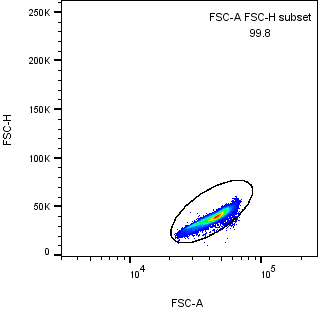 FSC-A FSC-H subset
99.8
250K
200K
150K
100K
50K
0
FSC-H
10^4
10^5
FSC-A